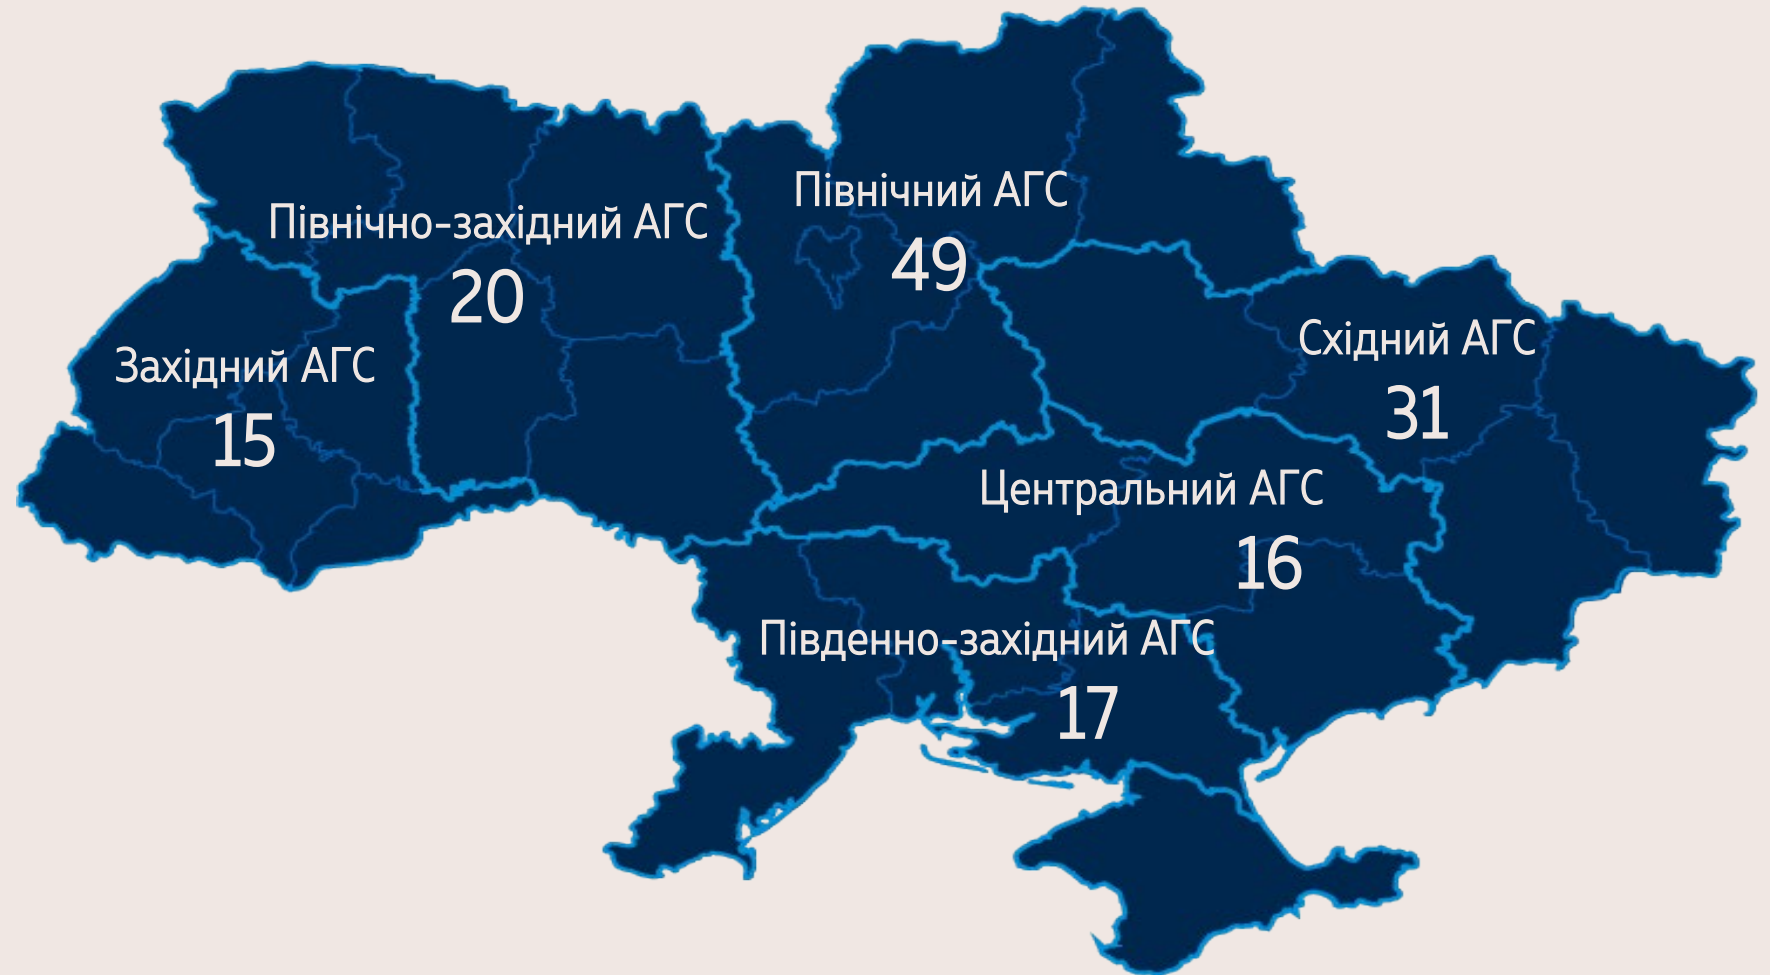 Північний АГС
49
Північно-західний АГС
20
Східний АГС
31
Західний АГС
15
Центральний АГС
16
Південно-західний АГС
17